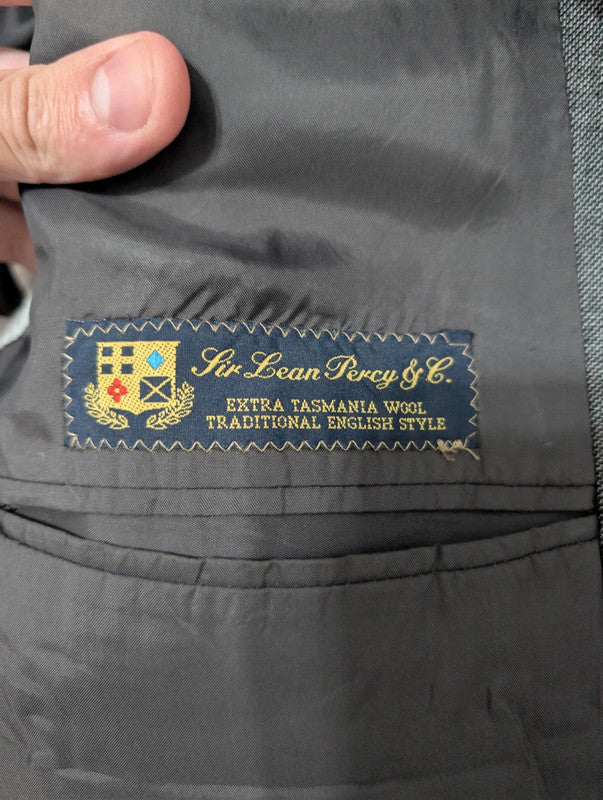 Sir Lean Percy & C.
EXTRA TASMANIA WOOL
TRADITIONAL ENGLISH STYLE